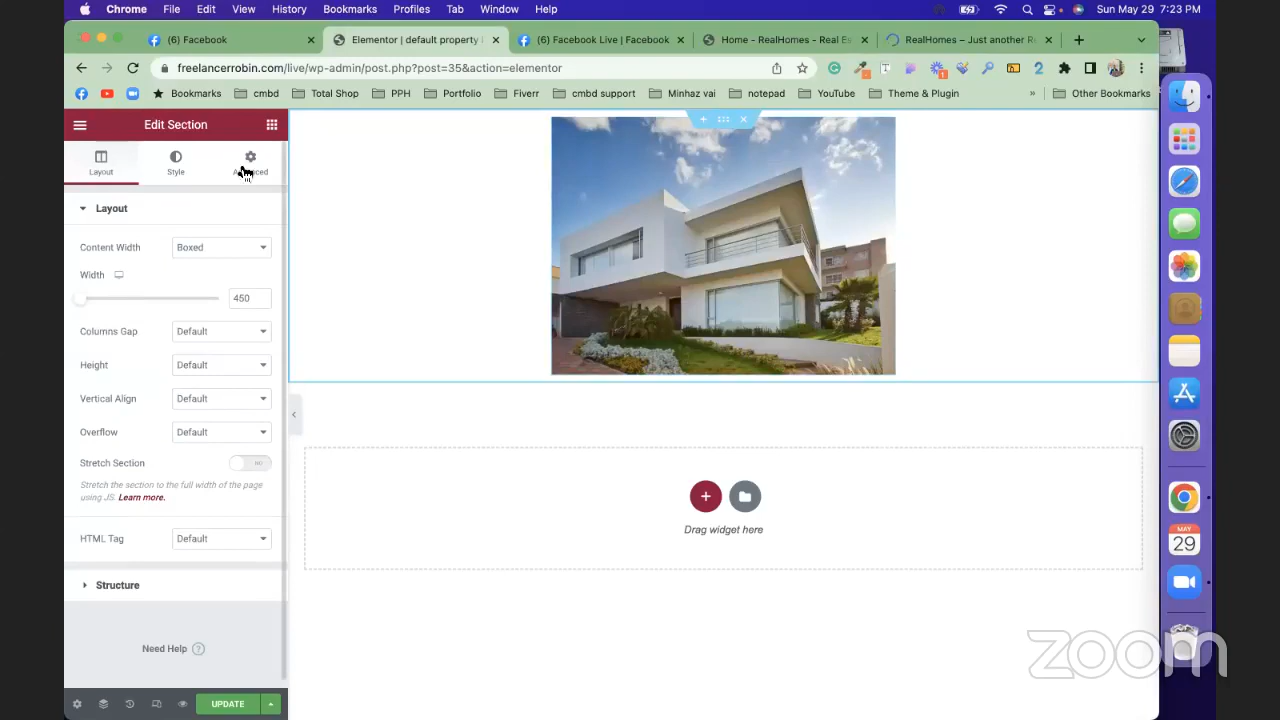 Chrome File Edit View History Bookmarks Profiles Tab Window Help Sun May 29 7:23 PM
(6) Facebook
Elementor | default property
(6) Facebook Live | Facebook
Home - RealHomes - Real Es
RealHomes – Just another R
freelancerrobin.com/live/wp-admin/post.php?post=35&action=elementor
Bookmarks cmbd Total Shop PPH Portfolio Fiverr cmbd support Minhaz vai notepad YouTube Theme & Plugin » Other Bookmarks
Edit Section
Layout Style Advanced
Layout
Content Width Boxed
Width 450
Columns Gap Default
Height Default
Vertical Align Default
Overflow Default
Stretch Section NO
Stretch the section to the full width of the page
using JS. Learn more.
HTML Tag Default
Structure
Need Help ?
UPDATE
Drag widget here
MAY
29
zoom